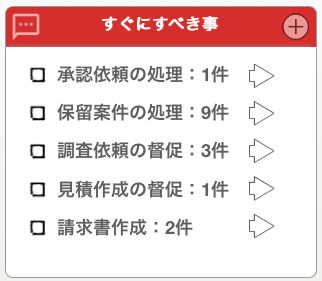 すぐにすべき事
承認依頼の処理：1件
保留案件の処理：9件
調査依頼の督促：3件
見積作成の督促：1件
請求書作成：2件